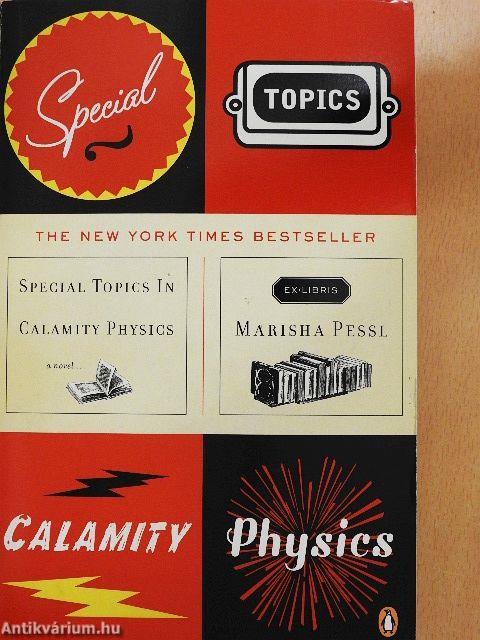 Special
TOPICS
THE NEW YORK TIMES BESTSELLER
SPECIAL TOPICS IN
CALAMITY PHYSICS
a novel...
EX·LIBRIS
MARISHA PESSL
CALAMITY
Physics
Antikvárium.hu